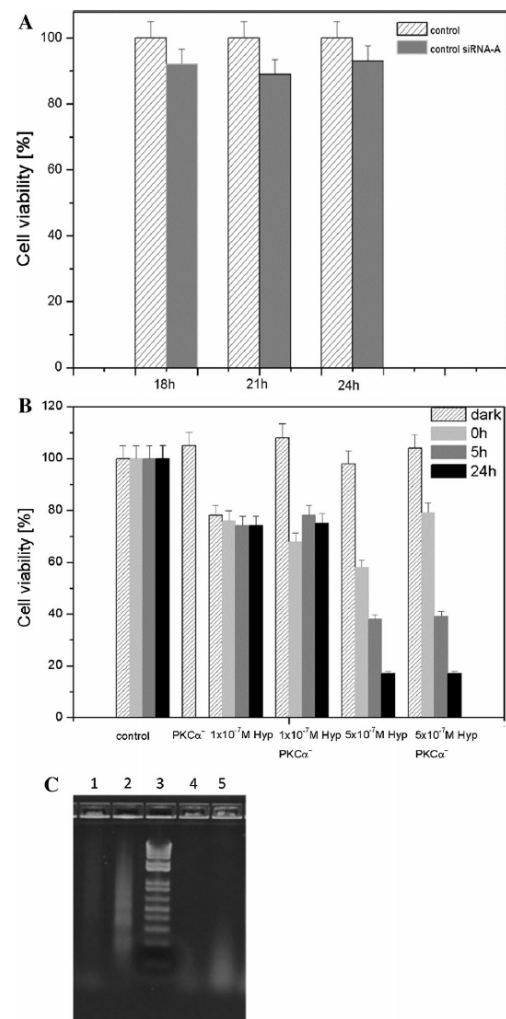 A
Cell viability [%]
100
80
60
40
20
0
control
control siRNA-A
18h 21h 24h
B
Cell viability [%]
120
100
80
60
40
20
0
dark
0h
5h
24h
control PKCα⁻ 1x10⁻⁷M Hyp 1x10⁻⁷M Hyp 5x10⁻⁷M Hyp 5x10⁻⁷M Hyp
PKCα⁻ PKCα⁻
C
1 2 3 4 5